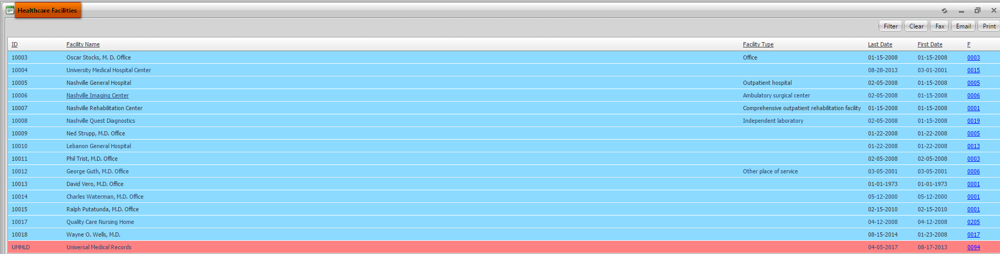 Healthcare Facilities
Filter Clear Fax Email Print
ID Facility Name Facility Type Last Date First Date F
10003 Oscar Stocks, M. D. Office Office 01-15-2008 01-15-2008 0003
10004 University Medical Hospital Center 08-28-2013 03-01-2001 0015
10005 Nashville General Hospital Outpatient hospital 02-05-2008 01-15-2008 0005
10006 Nashville Imaging Center Ambulatory surgical center 02-05-2008 01-15-2008 0006
10007 Nashville Rehabilitation Center Comprehensive outpatient rehabilitation facility 01-15-2008 01-15-2008 0001
10008 Nashville Quest Diagnostics Independent laboratory 02-05-2008 01-15-2008 0019
10009 Ned Strupp, M.D. Office 01-22-2008 01-22-2008 0005
10010 Lebanon General Hospital 01-22-2008 01-22-2008 0013
10011 Phil Trist, M.D. Office 02-05-2008 02-05-2008 0003
10012 George Guth, M.D. Office Other place of service 03-05-2001 03-05-2001 0006
10013 David Vero, M.D. Office 01-01-1973 01-01-1973 0001
10014 Charles Waterman, M.D. Office 05-12-2000 05-12-2000 0001
10015 Ralph Putatunda, M.D. Office 02-15-2010 02-15-2010 0001
10017 Quality Care Nursing Home 04-12-2008 04-12-2008 0205
10018 Wayne O. Wells, M.D. 08-15-2014 01-23-2008 0017
UMHLD Universal Medical Records 04-05-2017 08-17-2013 0094